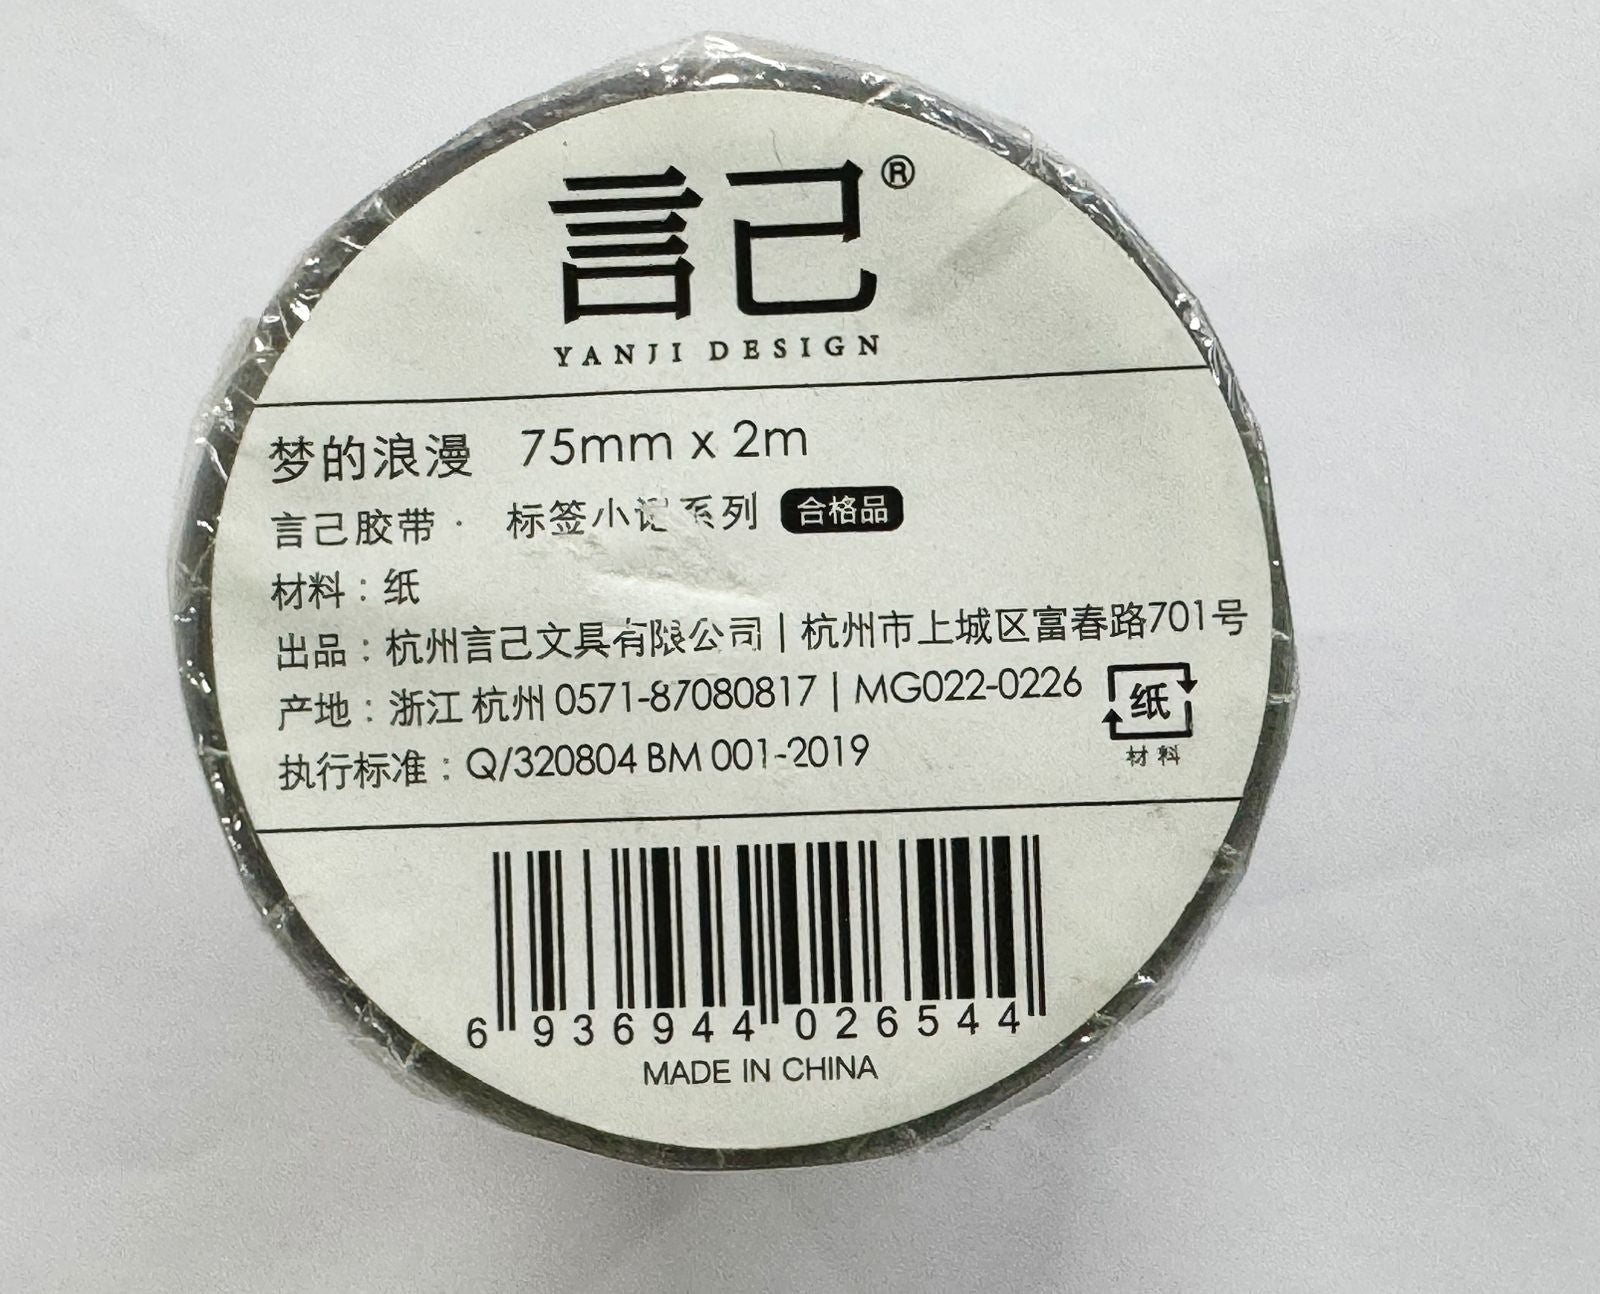 言己®
YANJI DESIGN
梦的浪漫 75mm x 2m
言己胶带 · 标签小记系列 合格品
材料：纸
出品：杭州言己文具有限公司 | 杭州市上城区富春路701号
产地：浙江 杭州 0571-87080817 | MG022-0226
纸
材料
执行标准：Q/320804 BM 001-2019
6 936944 026544
MADE IN CHINA